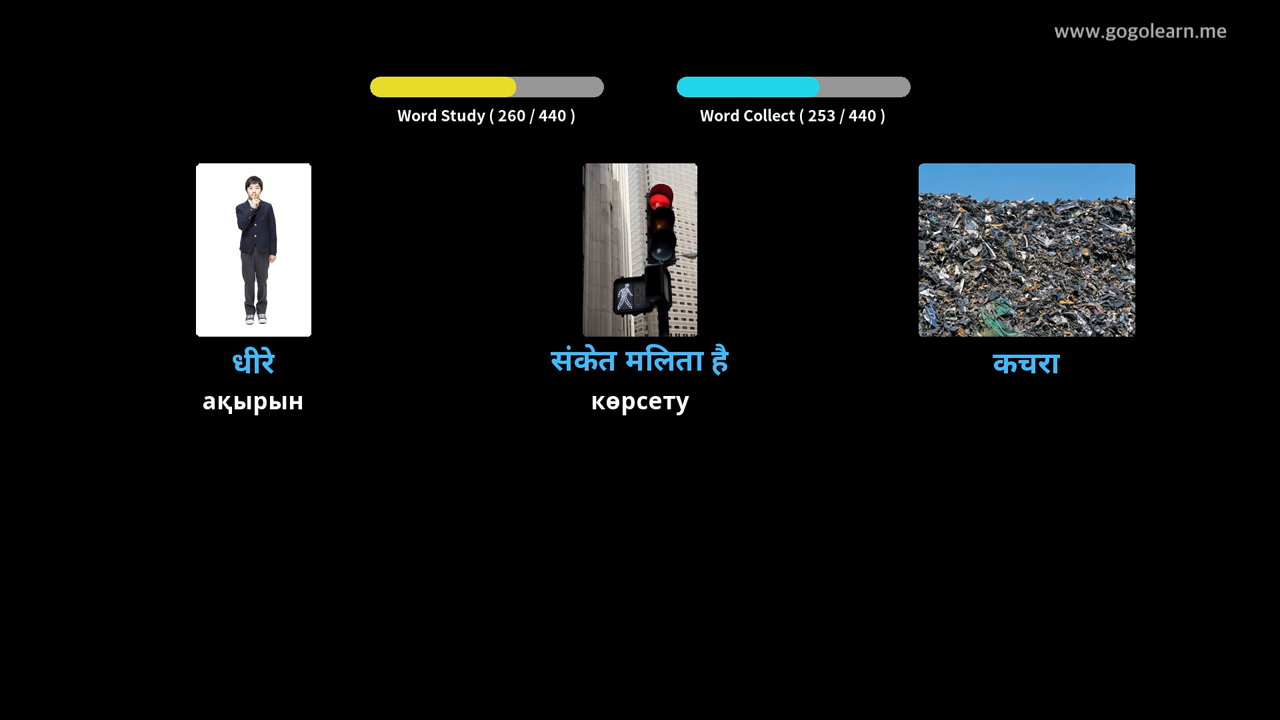 www.gogolearn.me
Word Study ( 260 / 440 )
Word Collect ( 253 / 440 )
धीरे
संकेत मलिता है
कचरा
ақырын
көрсету